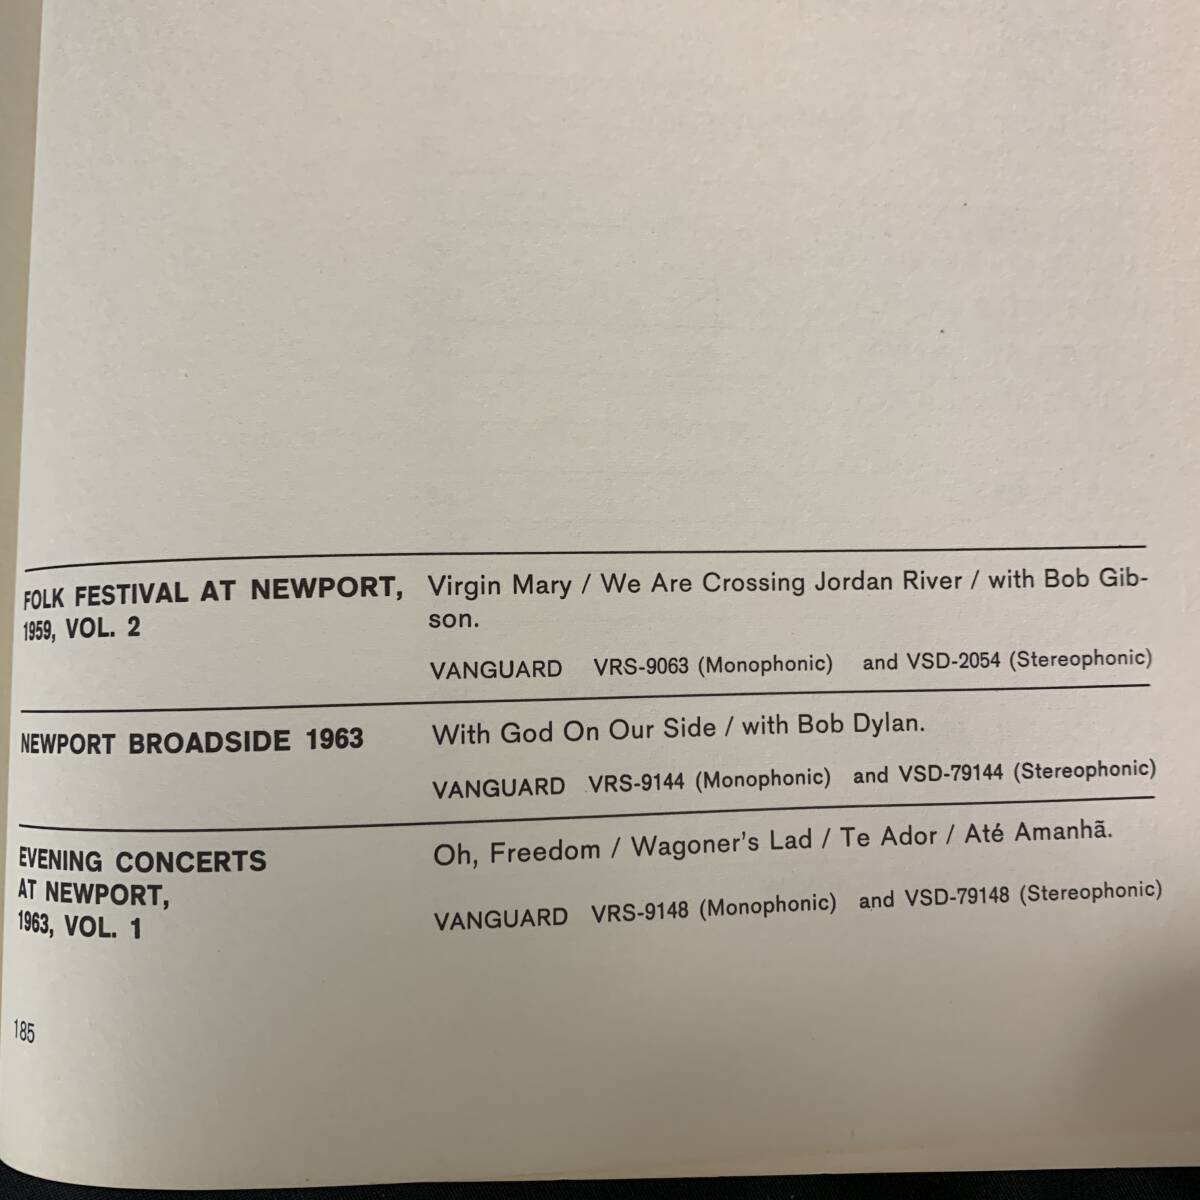 FOLK FESTIVAL AT NEWPORT,
1959, VOL. 2
Virgin Mary / We Are Crossing Jordan River / with Bob Gib-
son.
VANGUARD VRS-9063 (Monophonic) and VSD-2054 (Stereophonic)
NEWPORT BROADSIDE 1963
With God On Our Side / with Bob Dylan.
VANGUARD VRS-9144 (Monophonic) and VSD-79144 (Stereophonic)
EVENING CONCERTS
AT NEWPORT,
1963, VOL. 1
Oh, Freedom / Wagoner's Lad / Te Ador / Até Amanhã.
VANGUARD VRS-9148 (Monophonic) and VSD-79148 (Stereophonic)
185